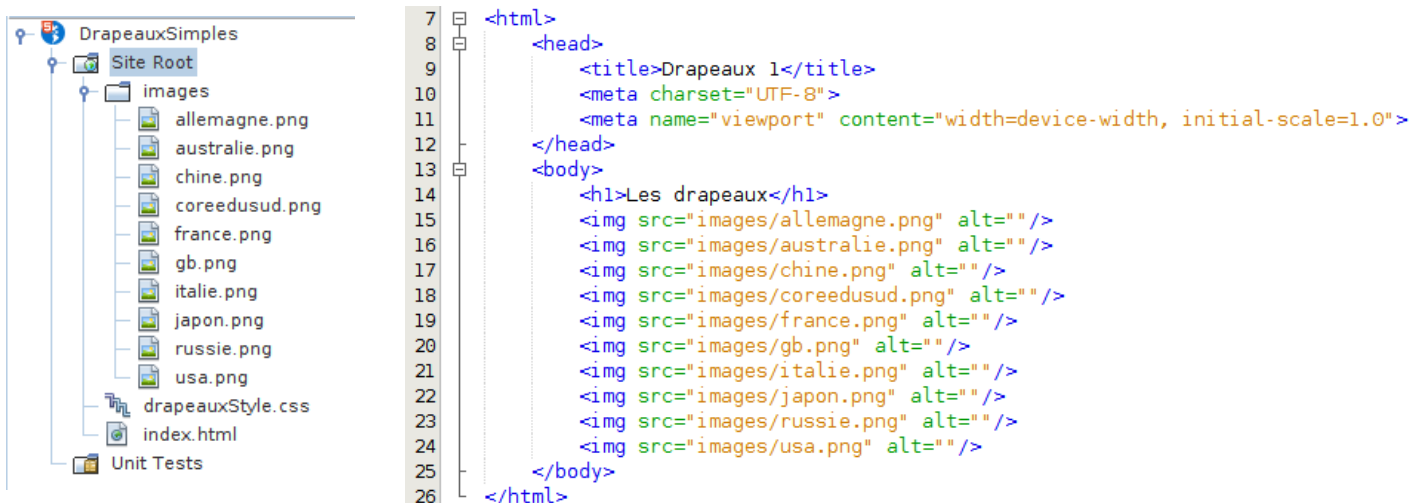 DrapeauxSimples
Site Root
images
allemagne.png
australie.png
chine.png
coreedusud.png
france.png
gb.png
italie.png
japon.png
russie.png
usa.png
drapeauxStyle.css
index.html
Unit Tests
7 <html>
8 <head>
9 <title>Drapeaux 1</title>
10 <meta charset="UTF-8">
11 <meta name="viewport" content="width=device-width, initial-scale=1.0">
12 </head>
13 <body>
14 <h1>Les drapeaux</h1>
15 <img src="images/allemagne.png" alt=""/>
16 <img src="images/australie.png" alt=""/>
17 <img src="images/chine.png" alt=""/>
18 <img src="images/coreedusud.png" alt=""/>
19 <img src="images/france.png" alt=""/>
20 <img src="images/gb.png" alt=""/>
21 <img src="images/italie.png" alt=""/>
22 <img src="images/japon.png" alt=""/>
23 <img src="images/russie.png" alt=""/>
24 <img src="images/usa.png" alt=""/>
25 </body>
26 </html>